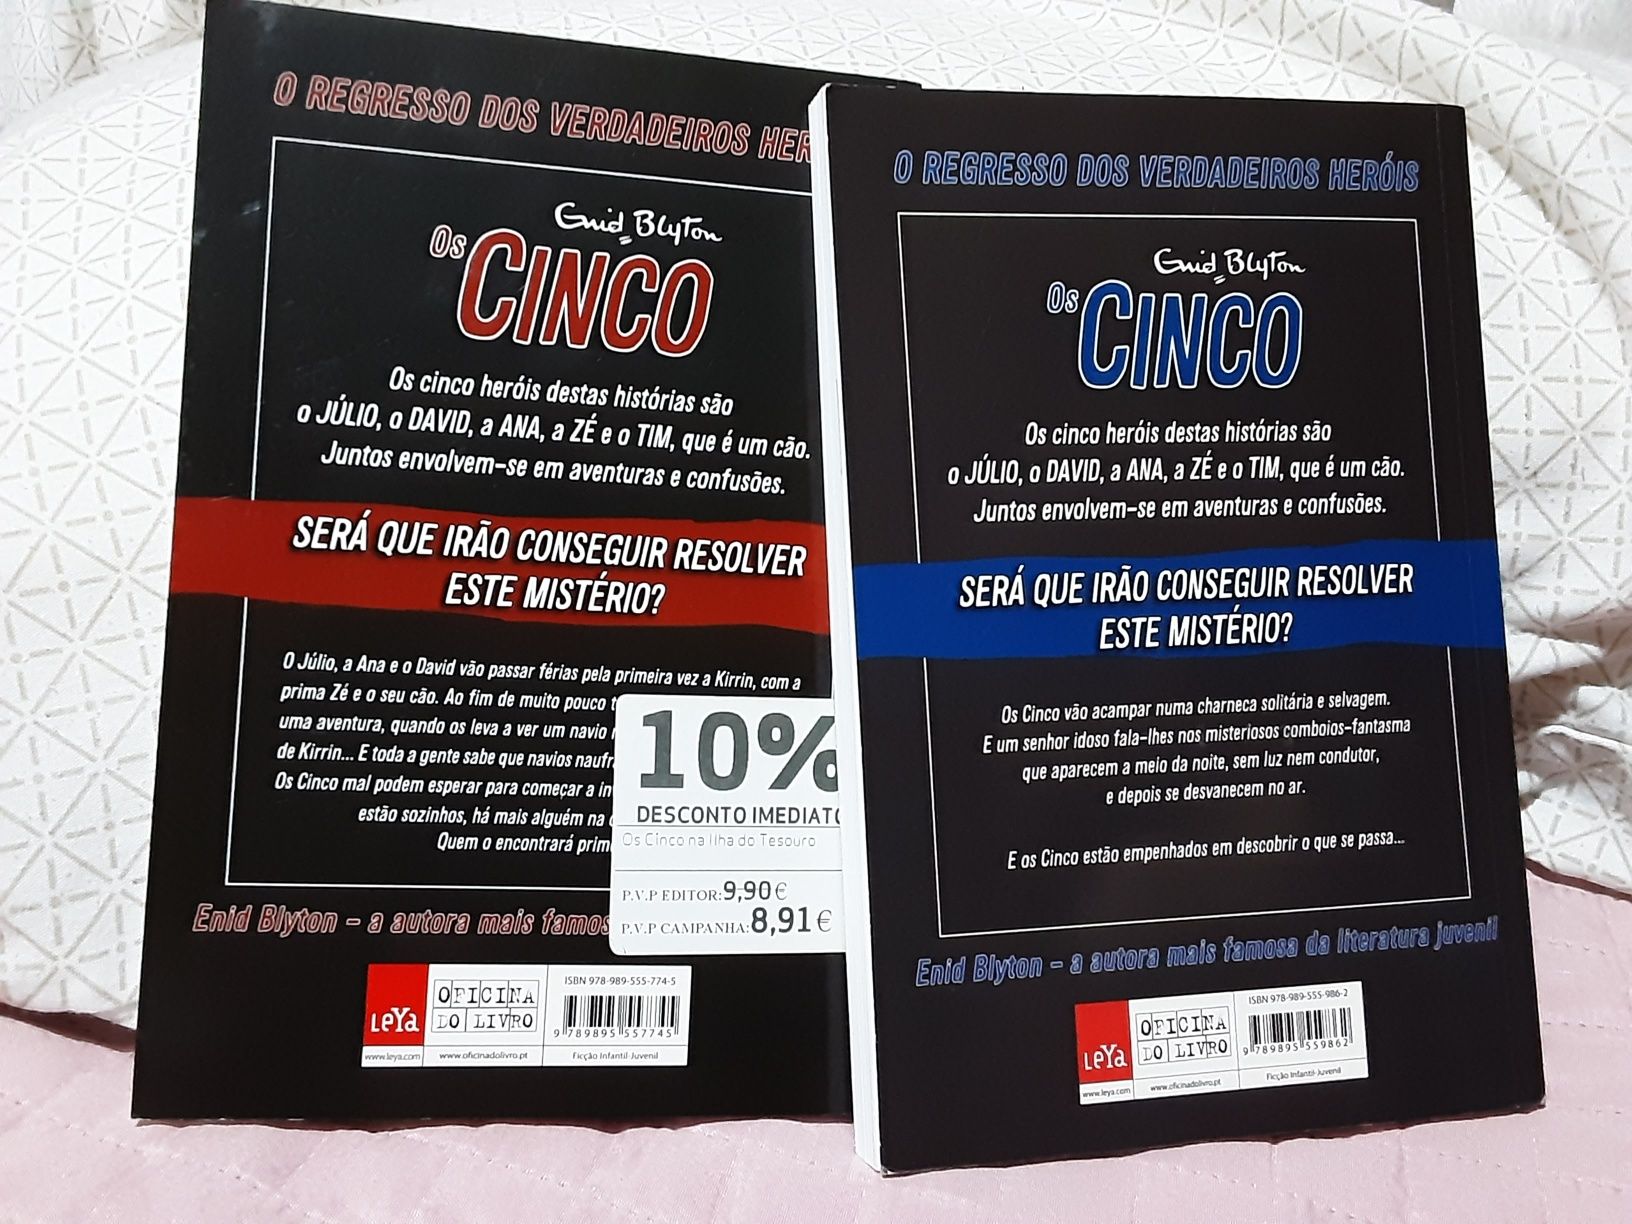 O REGRESSO DOS VERDADEIROS
Enid Blyton
Os
CINCO
Os cinco heróis destas histórias são
o JÚLIO, o DAVID, a ANA, a ZÉ e o TIM, que é um cão.
Juntos envolvem-se em aventuras e confusões.
SERÁ QUE IRÃO CONSEGUIR RESOLVER
ESTE MISTÉRIO?
O Júlio, a Ana e o David vão passar férias pela primeira vez a Kirrin, com a
prima Zé e o seu cão. Ao fim de muito pouco
uma aventura, quando os leva a ver um navio
de Kirrin... E toda a gente sabe que navios
Os Cinco mal podem esperar para começar a
estão sozinhos, há mais alguém na
Quem o encontrará
Enid Blyton - a autora mais
10%
DESCONTO IMEDIATO
Os Cinco na Ilha do Tesouro
P.V.P EDITOR: 9,90€
P.V.P CAMPANHA: 8,91€
LeYa
www.leya.com
OFICINA
DO LIVRO
www.oficinadolivro.pt
ISBN 978-989-555-774-5
9 789895 557745
Ficção Infantil-Juvenil
O REGRESSO DOS VERDADEIROS HERÓIS
Enid Blyton
Os
CINCO
Os cinco heróis destas histórias são
o JÚLIO, o DAVID, a ANA, a ZÉ e o TIM, que é um cão.
Juntos envolvem-se em aventuras e confusões.
SERÁ QUE IRÃO CONSEGUIR RESOLVER
ESTE MISTÉRIO?
Os Cinco vão acampar numa charneca solitária e selvagem.
E um senhor idoso fala-lhes nos misteriosos comboios-fantasma
que aparecem a meio da noite, sem luz nem condutor,
e depois se desvanecem no ar.
E os Cinco estão empenhados em descobrir o que se passa...
Enid Blyton - a autora mais famosa da literatura juvenil
LeYa
www.leya.com
OFICINA
DO LIVRO
www.oficinadolivro.pt
ISBN 978-989-555-986-2
9 789895 559862
Ficção Infantil-Juvenil